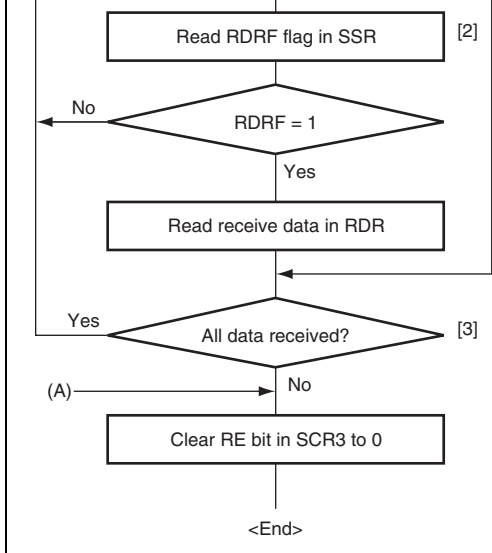 Read RDRF flag in SSR [2]
No
RDRF = 1
Yes
Read receive data in RDR
Yes
All data received? [3]
(A)
No
Clear RE bit in SCR3 to 0
<End>